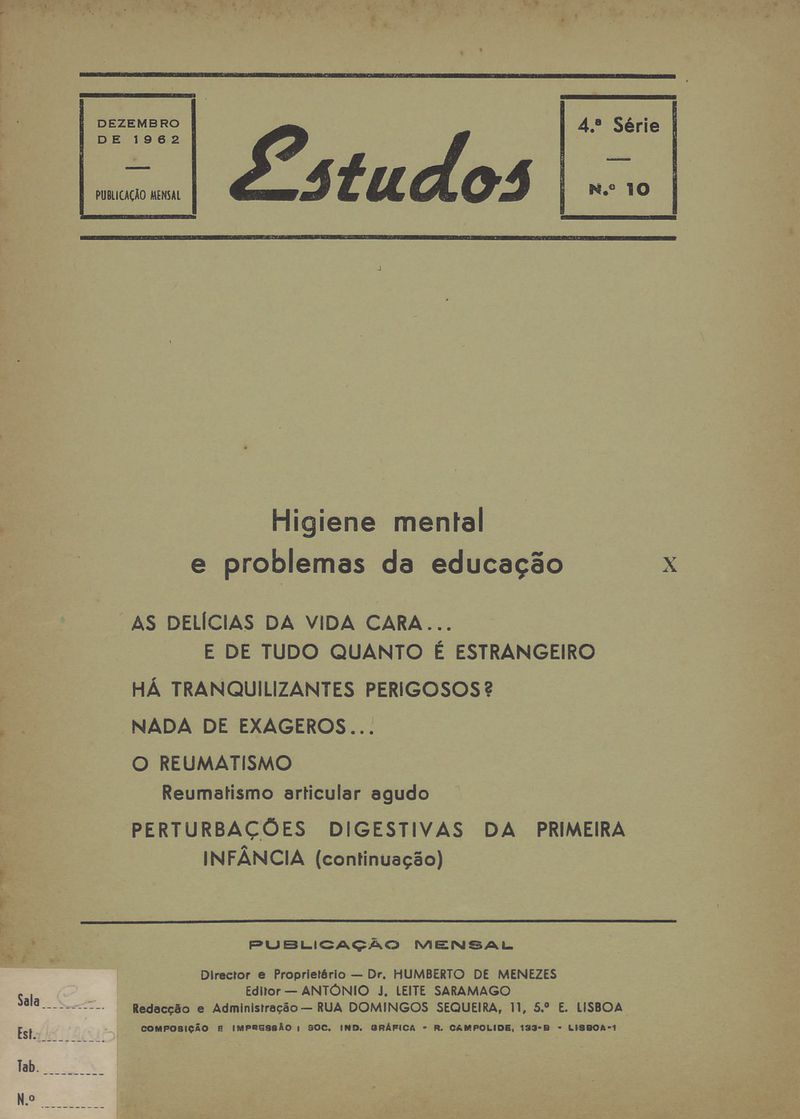 DEZEMBRO
DE 1962
PUBLICAÇÃO MENSAL
Estudos
4.ª Série
N.º 10
Higiene mental
e problemas da educação
X
AS DELÍCIAS DA VIDA CARA...
E DE TUDO QUANTO É ESTRANGEIRO
HÁ TRANQUILIZANTES PERIGOSOS?
NADA DE EXAGEROS...
O REUMATISMO
Reumatismo articular agudo
PERTURBAÇÕES DIGESTIVAS DA PRIMEIRA
INFÂNCIA (continuação)
PUBLICAÇÃO MENSAL
Director e Proprietério — Dr. HUMBERTO DE MENEZES
Editor — ANTÓNIO J. LEITE SARAMAGO
Redacção e Administração — RUA DOMINGOS SEQUEIRA, 11, 5.º E. LISBOA
COMPOSIÇÃO E IMPRESSÃO: SOC. IND. GRÁFICA - R. CAMPOLIDE, 133-B - LISBOA-1
Sala
Est.
Tab.
N.º